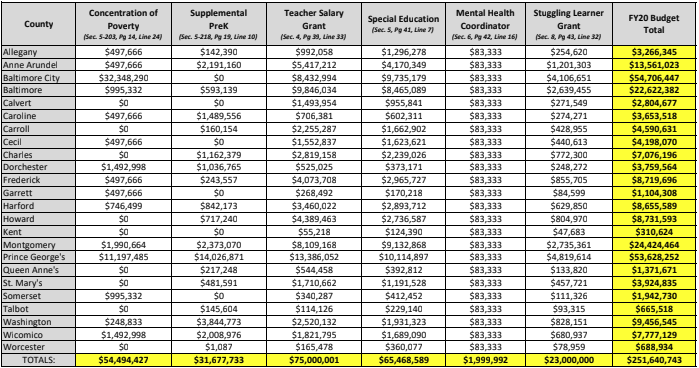 County | Concentration of Poverty (Sec. 5-203, Pg 14, Line 24) | Supplemental PreK (Sec. 5-218, Pg 19, Line 10) | Teacher Salary Grant (Sec. 4, Pg 39, Line 33) | Special Education (Sec. 5, Pg 41, Line 7) | Mental Health Coordinator (Sec. 6, Pg 42, Line 16) | Stuggling Learner Grant (Sec. 8, Pg 43, Line 32) | FY20 Budget Total
Allegany | $497,666 | $142,390 | $992,058 | $1,296,278 | $83,333 | $254,620 | $3,266,345
Anne Arundel | $497,666 | $2,191,160 | $5,417,212 | $4,170,349 | $83,333 | $1,201,303 | $13,561,023
Baltimore City | $32,348,290 | $0 | $8,432,994 | $9,735,179 | $83,333 | $4,106,651 | $54,706,447
Baltimore | $995,332 | $593,139 | $9,846,034 | $8,465,089 | $83,333 | $2,639,455 | $22,622,382
Calvert | $0 | $0 | $1,493,954 | $955,841 | $83,333 | $271,549 | $2,804,677
Caroline | $497,666 | $1,489,556 | $706,381 | $602,311 | $83,333 | $274,271 | $3,653,518
Carroll | $0 | $160,154 | $2,255,287 | $1,662,902 | $83,333 | $428,955 | $4,590,631
Cecil | $497,666 | $0 | $1,552,837 | $1,623,621 | $83,333 | $440,613 | $4,198,070
Charles | $0 | $1,162,379 | $2,819,158 | $2,239,026 | $83,333 | $772,300 | $7,076,196
Dorchester | $1,492,998 | $1,036,765 | $525,025 | $373,171 | $83,333 | $248,272 | $3,759,564
Frederick | $497,666 | $243,557 | $4,073,708 | $2,965,727 | $83,333 | $855,705 | $8,719,696
Garrett | $497,666 | $0 | $268,492 | $170,218 | $83,333 | $84,599 | $1,104,308
Harford | $746,499 | $842,173 | $3,460,022 | $2,893,712 | $83,333 | $629,850 | $8,655,589
Howard | $0 | $717,240 | $4,389,463 | $2,736,587 | $83,333 | $804,970 | $8,731,593
Kent | $0 | $0 | $55,218 | $124,390 | $83,333 | $47,683 | $310,624
Montgomery | $1,990,664 | $2,373,070 | $8,109,168 | $9,132,868 | $83,333 | $2,735,361 | $24,424,464
Prince George's | $11,197,485 | $14,026,871 | $13,386,052 | $10,114,897 | $83,333 | $4,819,614 | $53,628,252
Queen Anne's | $0 | $217,248 | $544,458 | $392,812 | $83,333 | $133,820 | $1,371,671
St. Mary's | $0 | $481,591 | $1,710,662 | $1,191,528 | $83,333 | $457,721 | $3,924,835
Somerset | $995,332 | $0 | $340,287 | $412,452 | $83,333 | $111,326 | $1,942,730
Talbot | $0 | $145,604 | $114,126 | $229,140 | $83,333 | $93,315 | $665,518
Washington | $248,833 | $3,844,773 | $2,520,132 | $1,931,323 | $83,333 | $828,151 | $9,456,545
Wicomico | $1,492,998 | $2,008,976 | $1,821,795 | $1,689,090 | $83,333 | $680,937 | $7,777,129
Worcester | $0 | $1,087 | $165,478 | $360,077 | $83,333 | $78,959 | $688,934
TOTALS: | $54,494,427 | $31,677,733 | $75,000,001 | $65,468,589 | $1,999,992 | $23,000,000 | $251,640,743